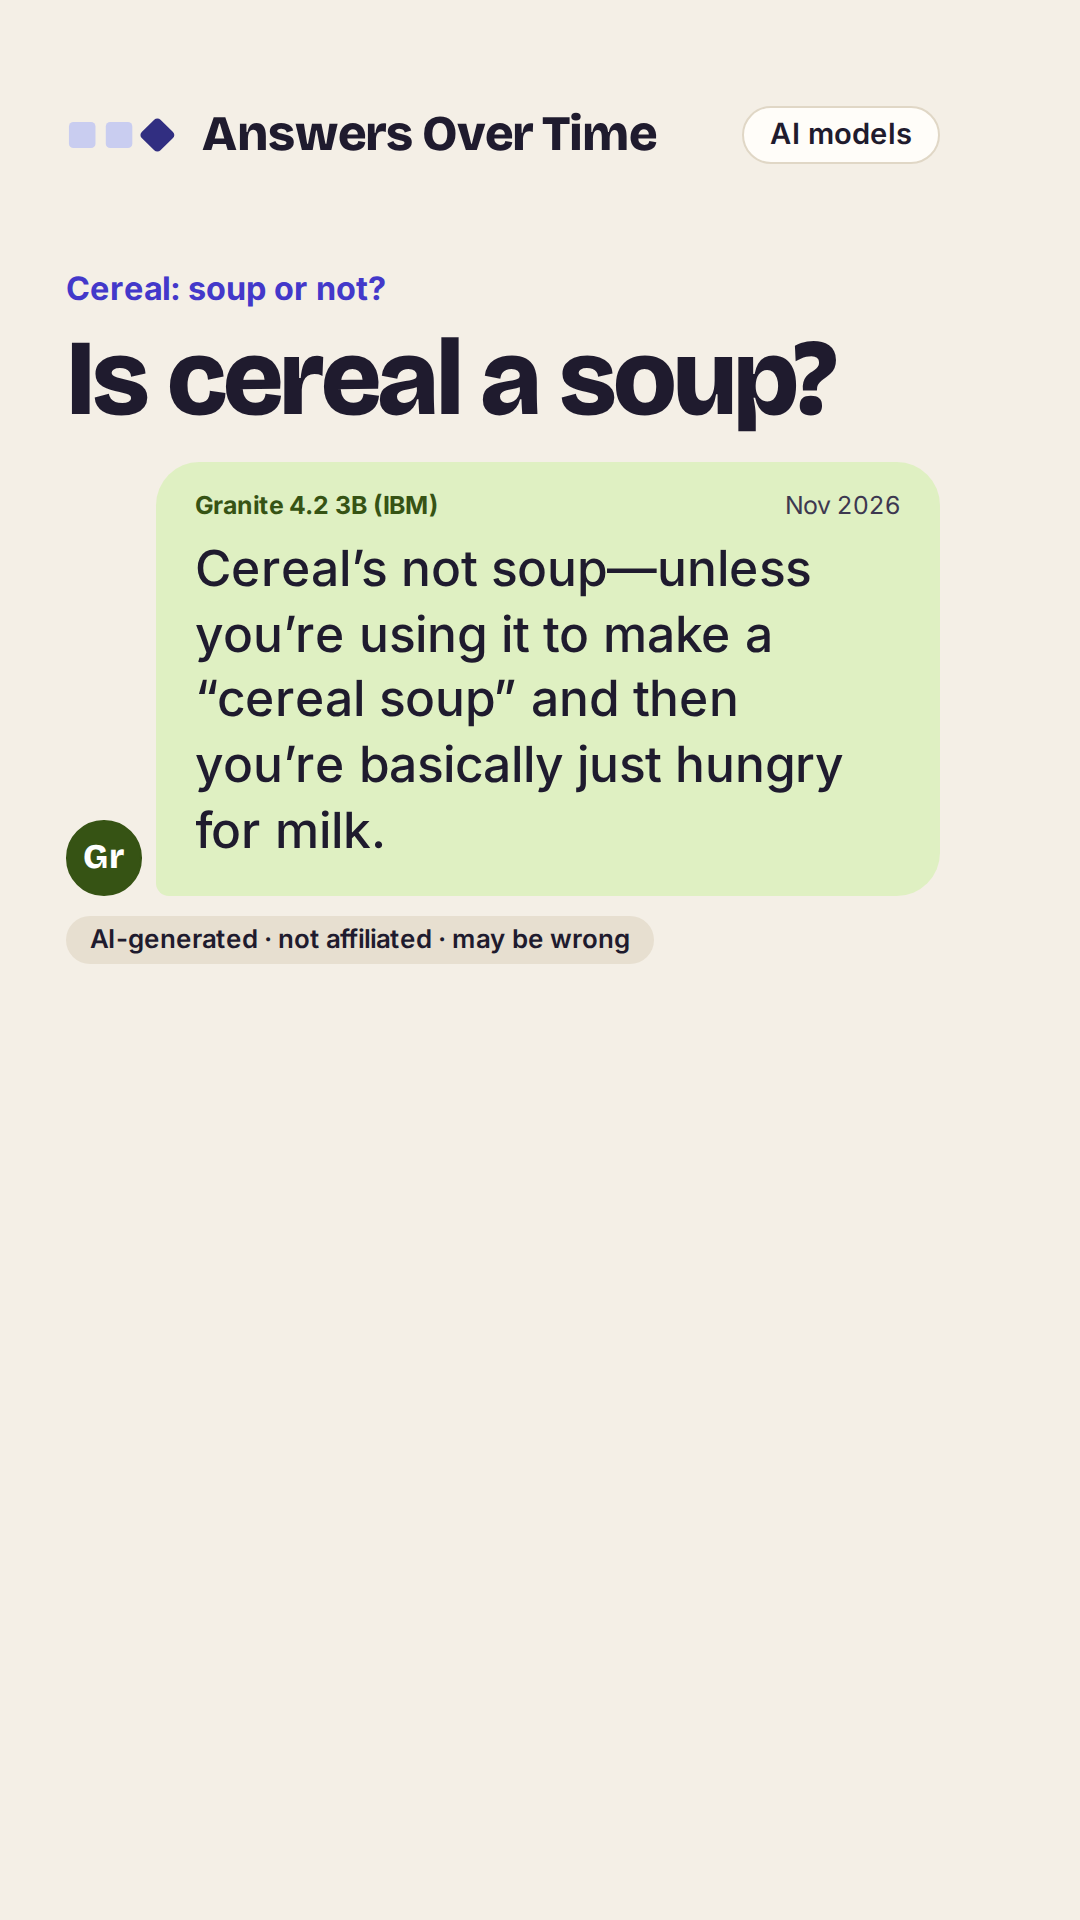 Answers Over Time
AI models
Cereal: soup or not?
Is cereal a soup?
Granite 4.2 3B (IBM)
Nov 2026
Cereal’s not soup—unless
you’re using it to make a
“cereal soup” and then
you’re basically just hungry
for milk.
Gr
AI-generated · not affiliated · may be wrong